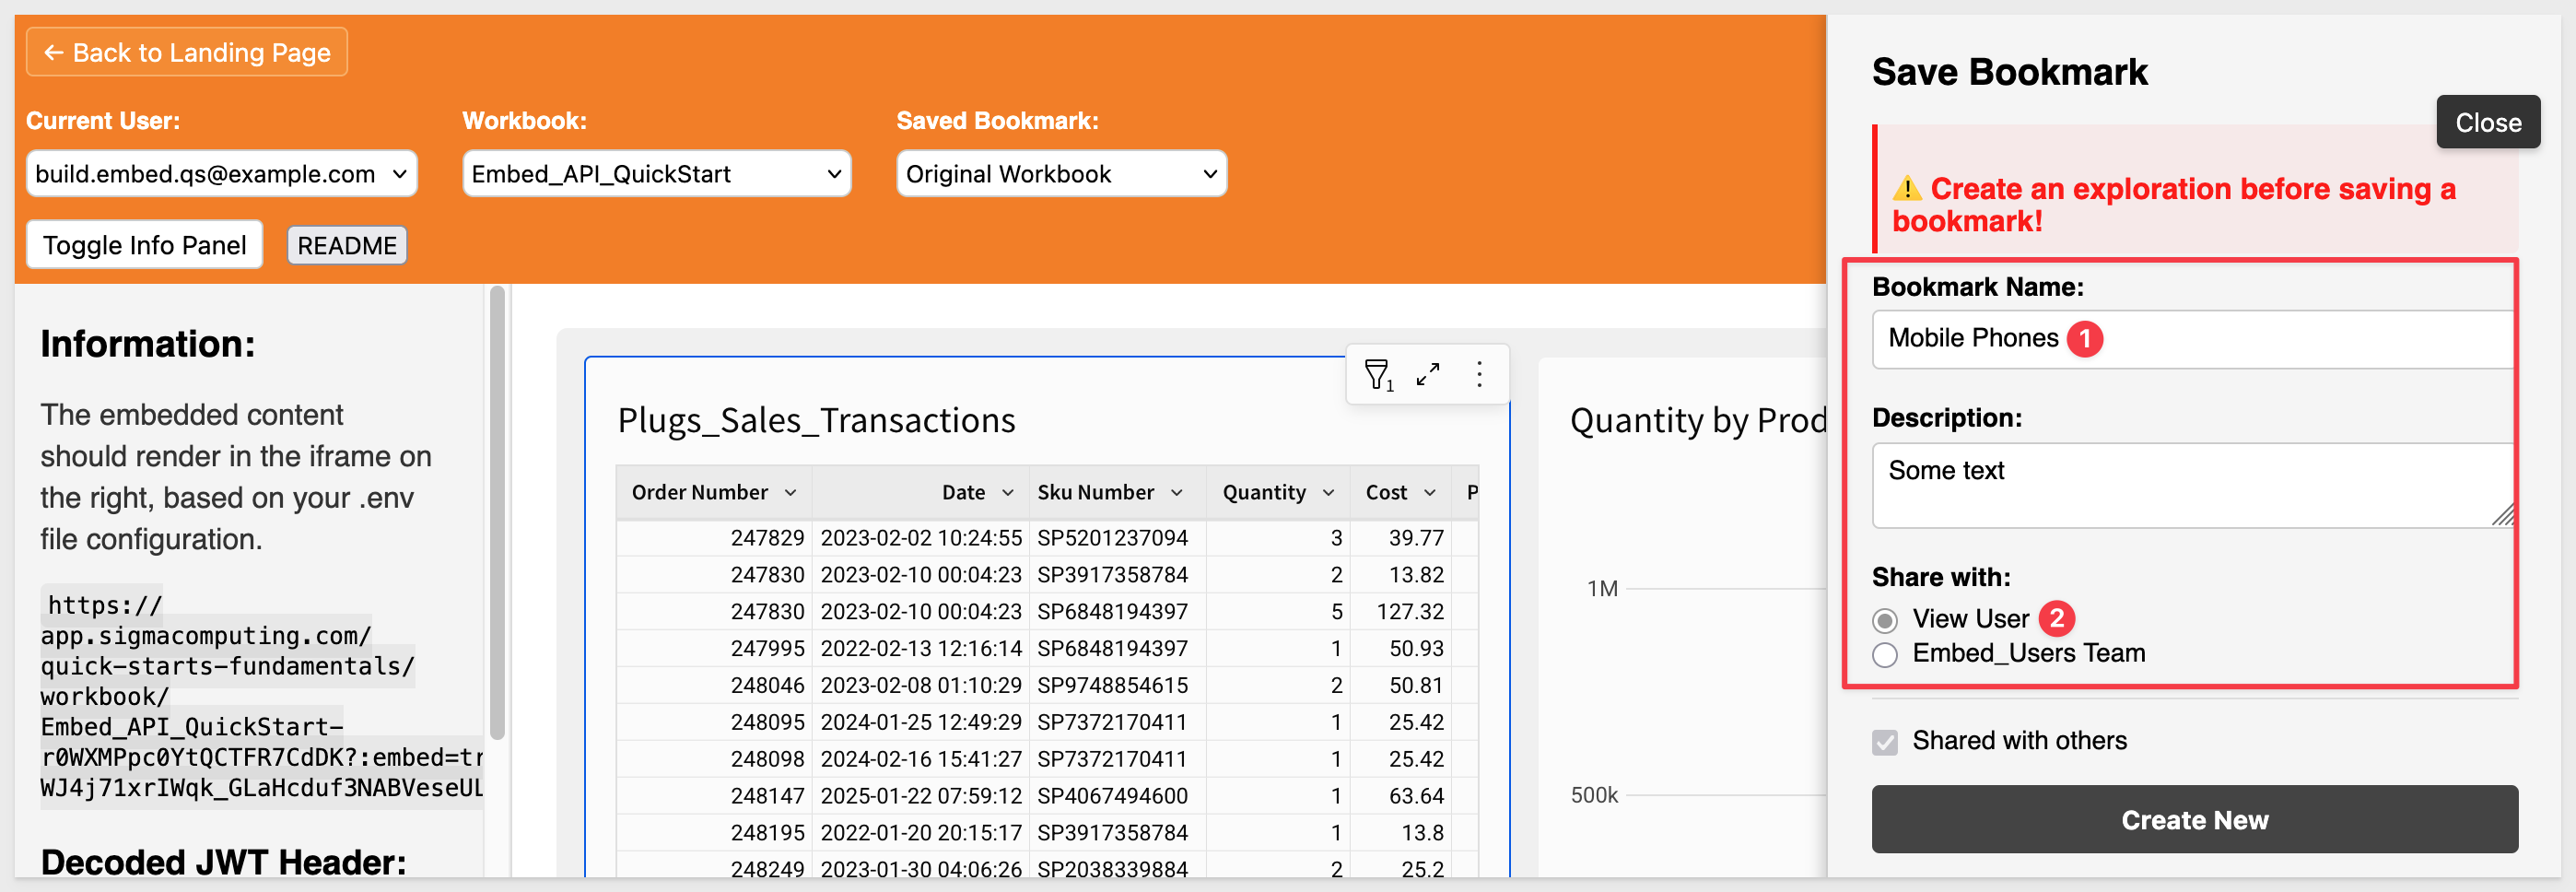 ← Back to Landing Page
Current User:
Workbook:
Saved Bookmark:
build.embed.qs@example.com
Embed_API_QuickStart
Original Workbook
Toggle Info Panel
README
Information:
The embedded content
should render in the iframe on
the right, based on your .env
file configuration.
https://
app.sigmacomputing.com/
quick-starts-fundamentals/
workbook/
Embed_API_QuickStart-
r0WXMPpc0YtQCTFR7CdDK?:embed=tr
WJ4j71xrIWqk_GLaHcduf3NABVeseUL
Decoded JWT Header:
1
Plugs_Sales_Transactions
Order Number Date Sku Number Quantity Cost P
247829 2023-02-02 10:24:55 SP5201237094 3 39.77
247830 2023-02-10 00:04:23 SP3917358784 2 13.82
247830 2023-02-10 00:04:23 SP6848194397 5 127.32
247995 2022-02-13 12:16:14 SP6848194397 1 50.93
248046 2023-02-08 01:10:29 SP9748854615 2 50.81
248095 2024-01-25 12:49:29 SP7372170411 1 25.42
248098 2024-02-16 15:41:27 SP7372170411 1 25.42
248147 2025-01-22 07:59:12 SP4067494600 1 63.64
248195 2022-01-20 20:15:17 SP3917358784 1 13.8
248249 2023-01-30 04:06:26 SP2038339884 2 25.2
Quantity by Prod
1M
500k
Save Bookmark
Close
⚠️ Create an exploration before saving a
bookmark!
Bookmark Name:
Mobile Phones 1
Description:
Some text
Share with:
View User 2
Embed_Users Team
Shared with others
Create New